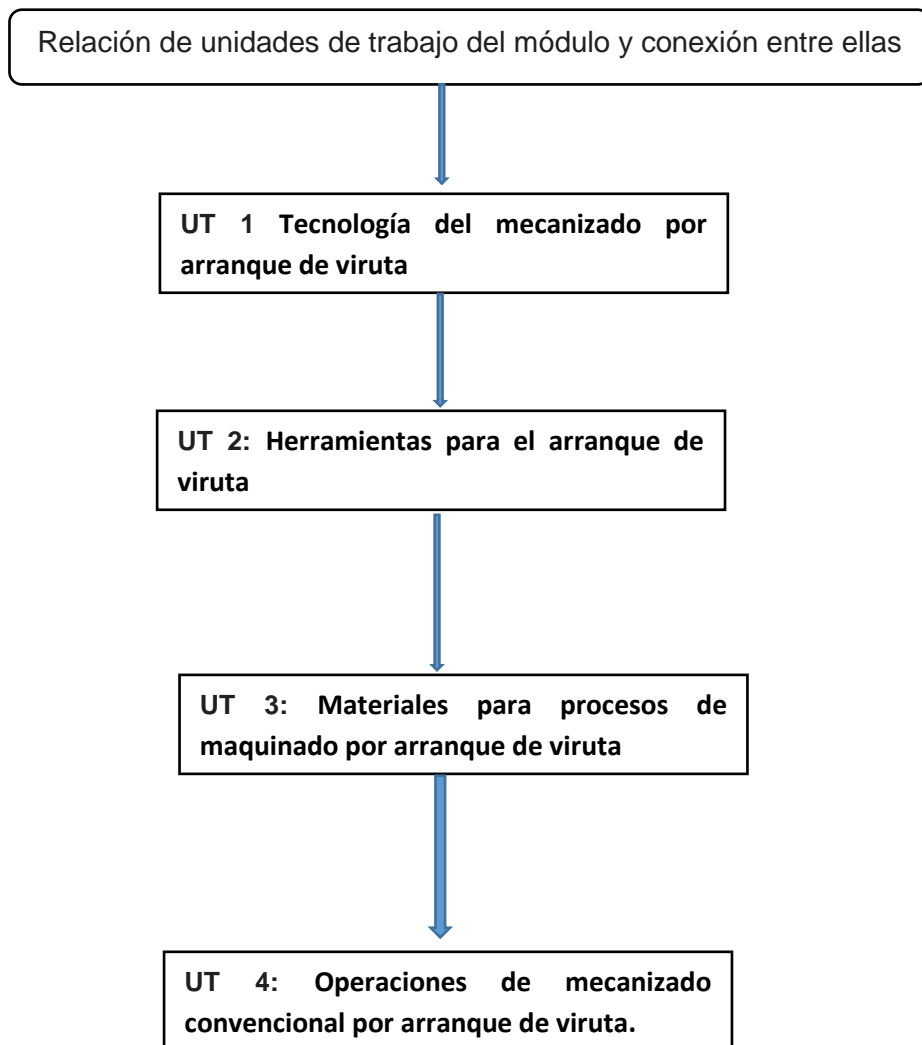 Relación de unidades de trabajo del módulo y conexión entre ellas
UT 1 Tecnología del mecanizado por
arranque de viruta
UT 2: Herramientas para el arranque de
viruta
UT 3: Materiales para procesos de
maquinado por arranque de viruta
UT 4: Operaciones de mecanizado
convencional por arranque de viruta.